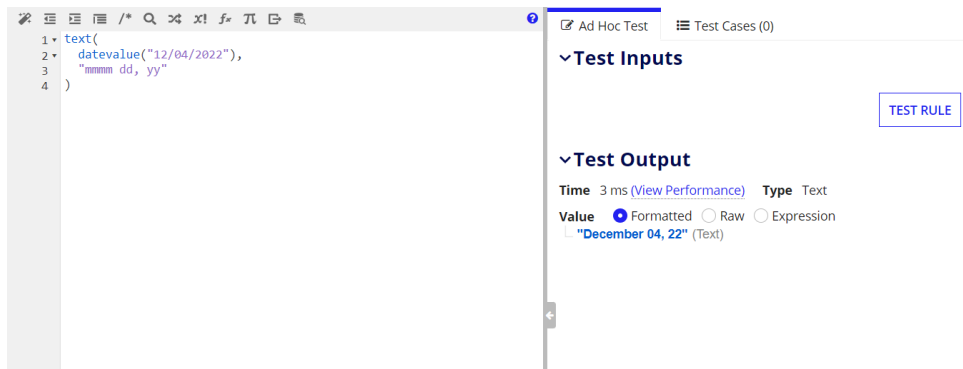 /* x! fx π ?
1 text(
2 datevalue("12/04/2022"),
3 "mmmm dd, yy"
4 )
Ad Hoc Test Test Cases (0)
Test Inputs
TEST RULE
Test Output
Time 3 ms (View Performance) Type Text
Value Formatted Raw Expression
"December 04, 22" (Text)